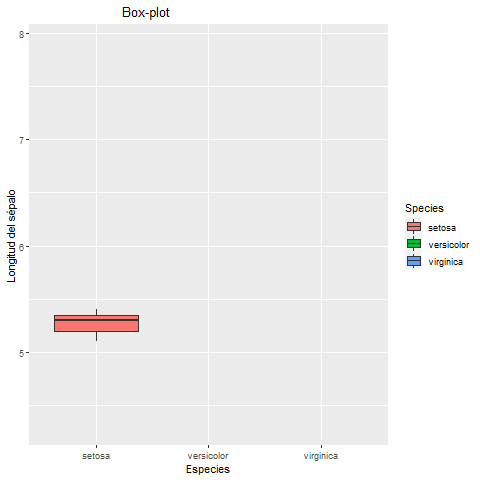 Box-plot
8
7
6
5
Longitud del sépalo
setosa
versicolor
virginica
Especies
Species
setosa
versicolor
virginica